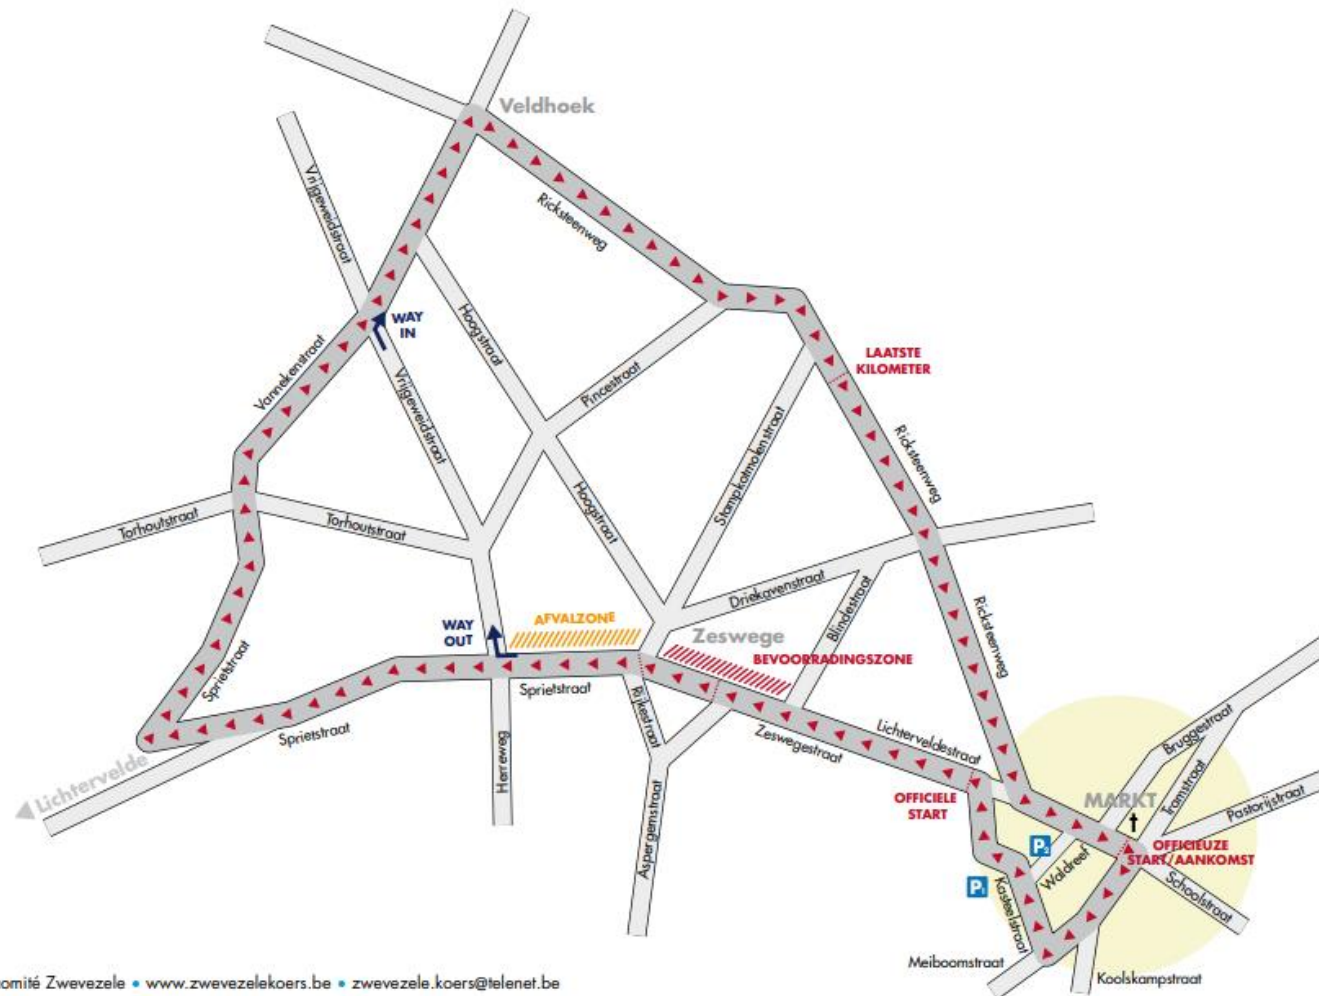 Veldhoek
Vrijgeweidstraat
Ricksteenweg
WAY
IN
Hoogstraat
Vannekenstraat
Pincestraat
LAATSTE
KILOMETER
Vrijgeweidstraat
Stampkotmolenstraat
Ricksteenweg
Hoogstraat
Torhoutstraat
Torhoutstraat
Driekavenstraat
Blindestraat
Ricksteenweg
AFVALZONE
WAY
OUT
Zeswege
BEVOORRADINGSZONE
Sprietstraat
Sprietstraat
Rijkestraat
Sprietstraat
Zeswegestraat
Lichterveldestraat
Bruggestraat
Herreweg
Lichtervelde
OFFICIELE
START
MARKT
Tramstraat
Pastorijstraat
Aspergemstraat
P2
P1
Waldreef
OFFICIEUZE
START/AANKOMST
Kasteelstraat
Schoolstraat
Meiboomstraat
Koolskampstraat
omité Zwevezele • www.zwevezelekoers.be • zwevezele.koers@telenet.be